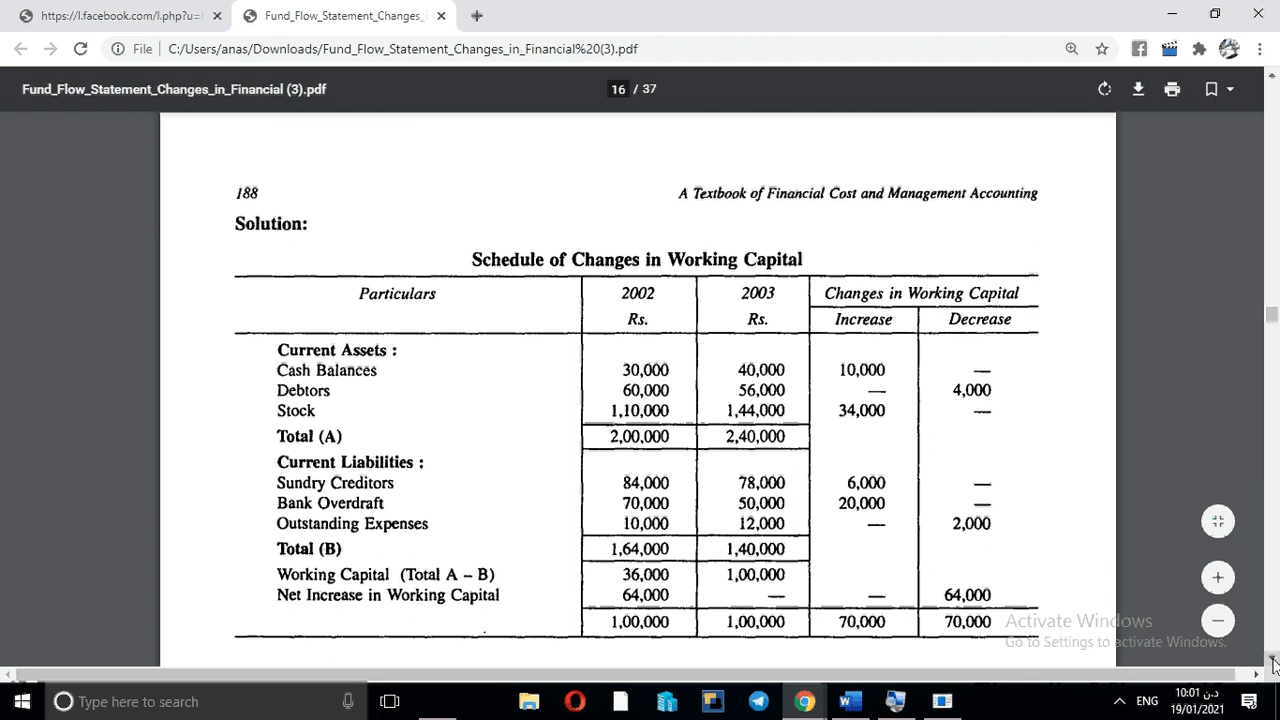 https://l.facebook.com/l.php?u=
Fund_Flow_Statement_Changes_
File C:/Users/anas/Downloads/Fund_Flow_Statement_Changes_in_Financial%20(3).pdf
Fund_Flow_Statement_Changes_in_Financial (3).pdf 16 / 37
188 A Textbook of Financial Cost and Management Accounting
Solution:
Schedule of Changes in Working Capital
Particulars 2002 2003 Changes in Working Capital
Rs. Rs. Increase Decrease
Current Assets :
Cash Balances 30,000 40,000 10,000 —
Debtors 60,000 56,000 — 4,000
Stock 1,10,000 1,44,000 34,000 —
Total (A) 2,00,000 2,40,000
Current Liabilities :
Sundry Creditors 84,000 78,000 6,000 —
Bank Overdraft 70,000 50,000 20,000 —
Outstanding Expenses 10,000 12,000 — 2,000
Total (B) 1,64,000 1,40,000
Working Capital (Total A – B) 36,000 1,00,000
Net Increase in Working Capital 64,000 — — 64,000
1,00,000 1,00,000 70,000 70,000
Activate Windows
Go to Settings to activate Windows.
Type here to search
ENG
10:01 د.ن
19/01/2021